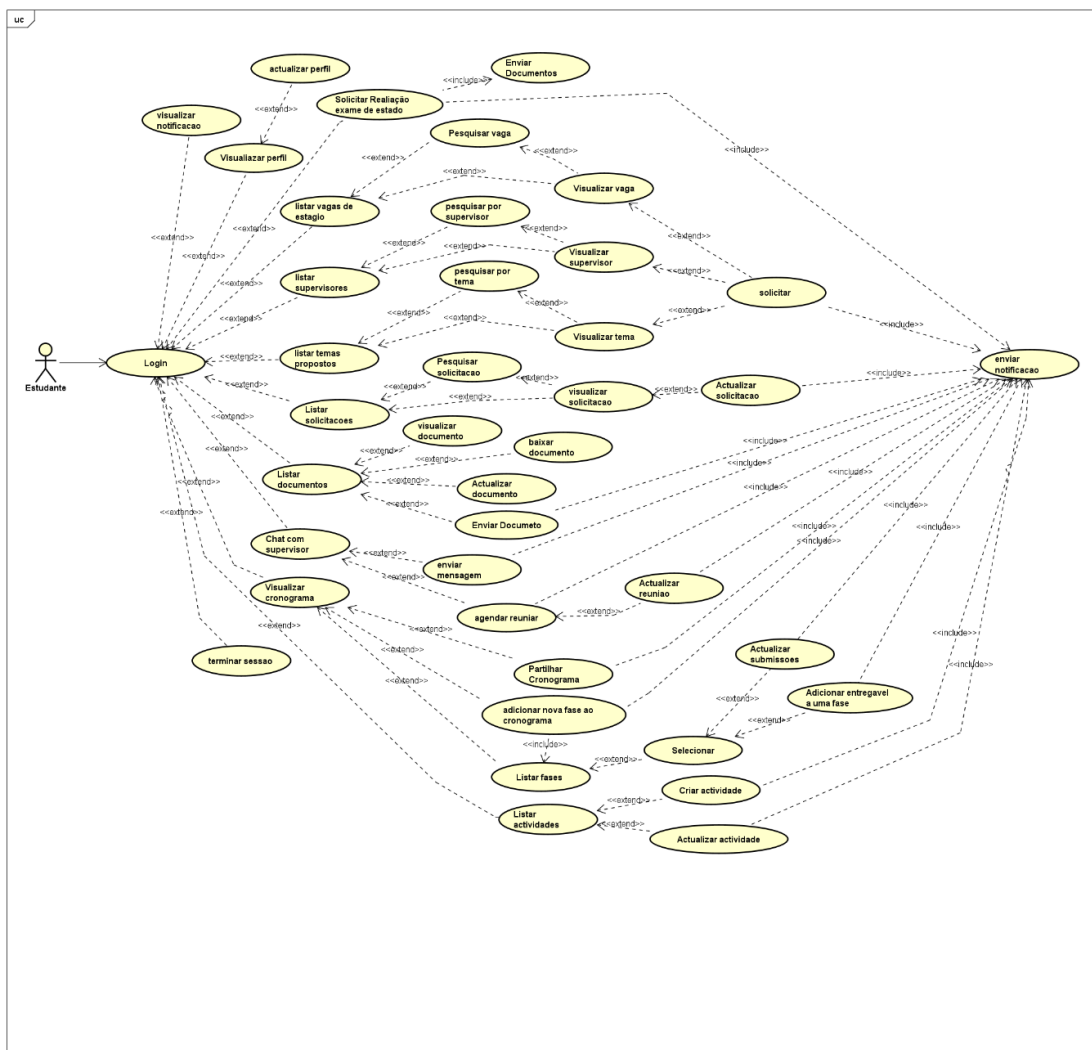 uc
Enviar
Documentos
actualizar perfil
<<include>>
Solicitar Realiação
exame de estado
<<extend>>
visualizar
notificacao
Pesquisar vaga
<<include>>
Visualiazar perfil
<<extend>>
<<extend>>
Visualizar vaga
<<extend>>
listar vagas de
estagio
pesquisar por
supervisor
<<extend>>
<<extend>>
<<extend>>
<<extend>>
<<extend>>
<<extend>>
Visualizar
supervisor
<<extend>>
pesquisar por
tema
<<extend>>
listar
supervisores
<<extend>>
solicitar
<<extend>>
<<extend>>
<<extend>>
<<extend>>
<<include>>
Visualizar tema
<<extend>>
listar temas
propostos
Login
enviar
notificacao
Estudante
Pesquisar
solicitacao
<<extend>>
<<extend>>
visualizar
solicitacao
<<extend>>
Actualizar
solicitacao
<<include>>
<<extend>>
Listar
solicitacoes
<<extend>>
<<extend>>
visualizar
documento
baixar
documento
<<include>>
<<extend>>
<<extend>>
<<extend>>
<<include>>
<<include>>
Listar
documentos
<<extend>>
Actualizar
documento
<<include>>
<<extend>>
<<extend>>
Enviar Documeto
<<include>>
<<include>>
Chat com
supervisor
<<extend>>
enviar
mensagem
<<include>>
<<extend>>
Visualizar
cronograma
Actualizar
reuniao
agendar reuniar
<<extend>>
<<extend>>
<<extend>>
<<include>>
Actualizar
submissoes
terminar sessao
<<extend>>
<<extend>>
Partilhar
Cronograma
<<include>>
Adicionar entregavel
a uma fase
<<extend>>
adicionar nova fase ao
cronograma
<<extend>>
<<include>>
Selecionar
<<extend>>
Listar fases
Criar actividade
<<extend>>
Listar
actividades
<<extend>>
Actualizar actividade